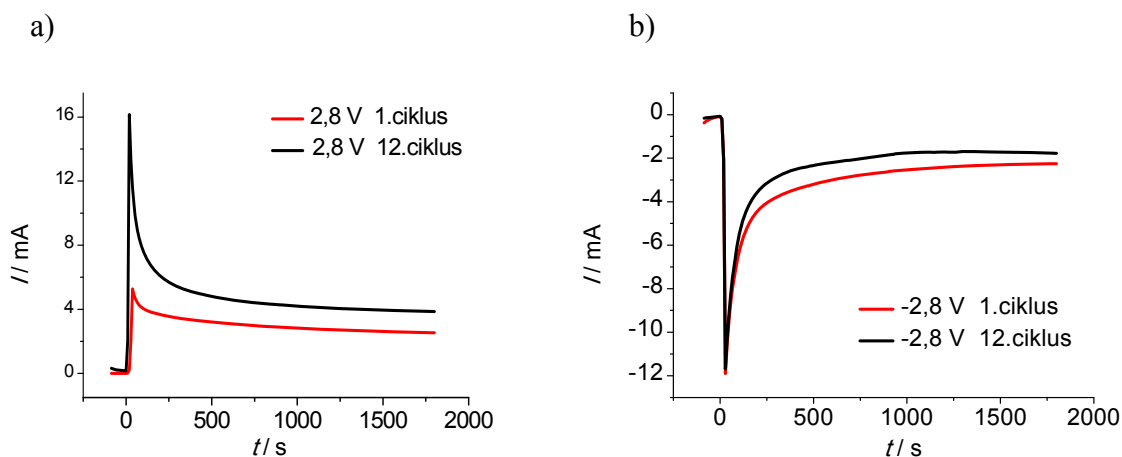 a)
2,8 V 1.ciklus
2,8 V 12.ciklus
16
12
8
4
0
I / mA
0 500 1000 1500 2000
t / s
b)
0
-2
-4
-6
-8
-10
-12
I / mA
-2,8 V 1.ciklus
-2,8 V 12.ciklus
0 500 1000 1500 2000
t / s